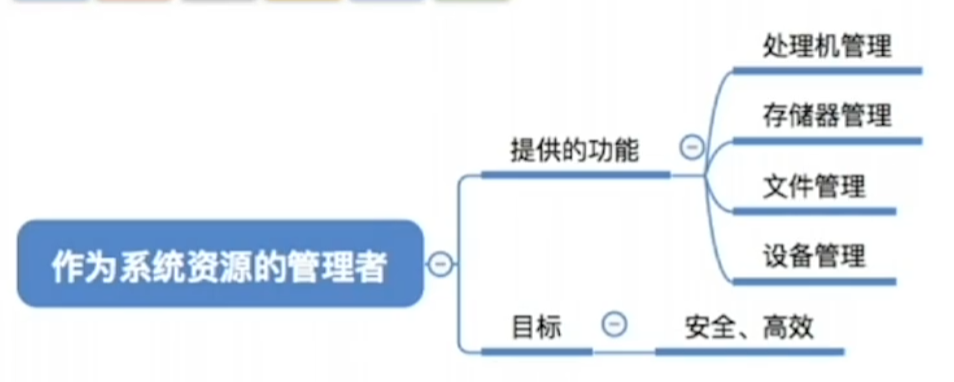 作为系统资源的管理者
提供的功能
处理机管理
存储器管理
文件管理
设备管理
目标
安全、高效